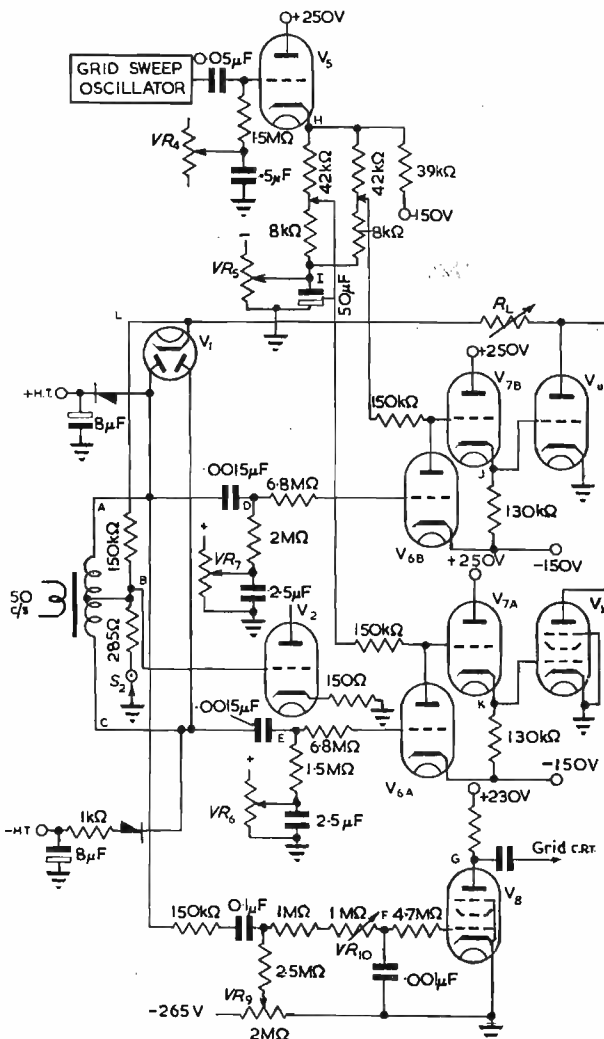 +250V
0.05μF
V5
GRID SWEEP
OSCILLATOR
H
VR4
1.5MΩ
.5μF
42kΩ
42kΩ
39kΩ
-150V
8kΩ
8kΩ
VR5
I
50μF
L
RL
V1
+250V
+H.T.
8μF
150kΩ
V7B
J
.0015μF
6.8MΩ
A
D
130kΩ
150kΩ
2MΩ
V6B
-150V
+250V
B
VR7
2.5μF
V2
V7A
50
c/s
285Ω
150kΩ
S2
150Ω
.0015μF
K
C
E
6.8MΩ
130kΩ
1.5MΩ
V6A
-150V
VR6
+230V
-HT
1kΩ
2.5μF
8μF
G
Grid C.R.T.
V8
150kΩ
0.1μF
1MΩ
1MΩ
F
4.7MΩ
VR10
2.5MΩ
.001μF
VR9
-265V
2MΩ